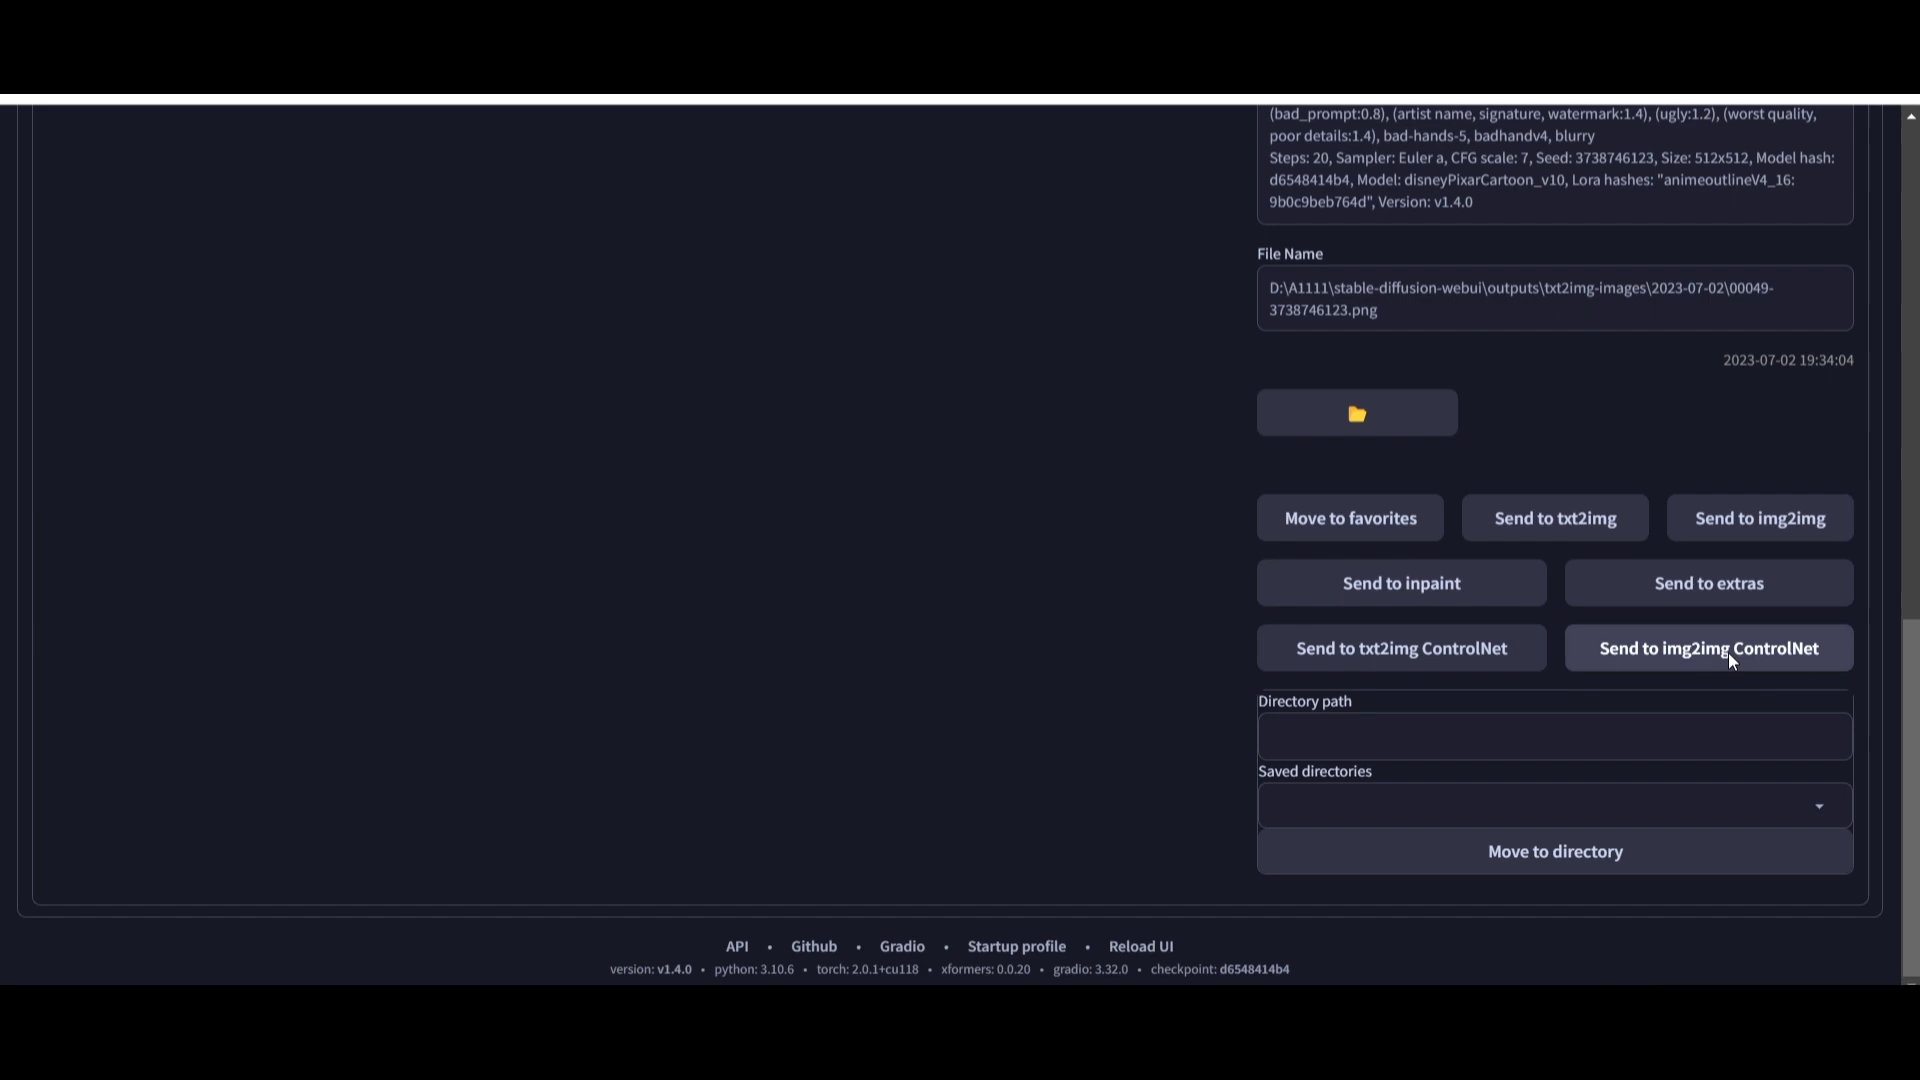 (bad_prompt:0.8), (artist name, signature, watermark:1.4), (ugly:1.2), (worst quality,
poor details:1.4), bad-hands-5, badhandv4, blurry
Steps: 20, Sampler: Euler a, CFG scale: 7, Seed: 3738746123, Size: 512x512, Model hash:
d6548414b4, Model: disneyPixarCartoon_v10, Lora hashes: "animeoutlineV4_16:
9b0c9beb764d", Version: v1.4.0
File Name
D:\A1111\stable-diffusion-webui\outputs\txt2img-images\2023-07-02\00049-
3738746123.png
2023-07-02 19:34:04
Move to favorites
Send to txt2img
Send to img2img
Send to inpaint
Send to extras
Send to txt2img ControlNet
Send to img2img ControlNet
Directory path
Saved directories
Move to directory
API • Github • Gradio • Startup profile • Reload UI
version: v1.4.0 • python: 3.10.6 • torch: 2.0.1+cu118 • xformers: 0.0.20 • gradio: 3.32.0 • checkpoint: d6548414b4